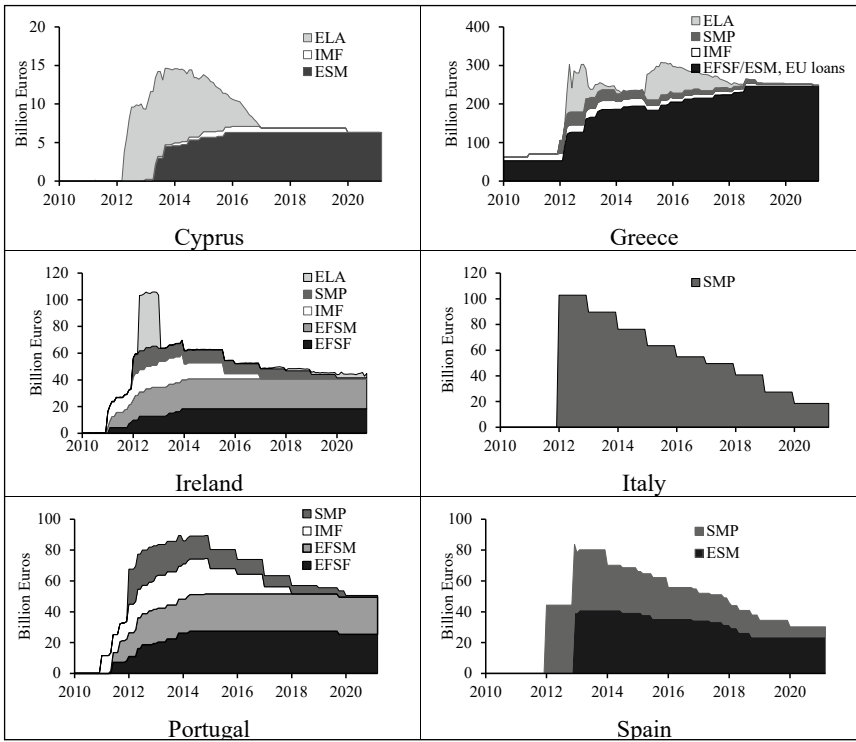 20
15
10
5
0
Billion Euros
ELA
IMF
ESM
2010 2012 2014 2016 2018 2020
Cyprus
400
300
200
100
0
Billion Euros
ELA
SMP
IMF
EFSF/ESM, EU loans
2010 2012 2014 2016 2018 2020
Greece
120
100
80
60
40
20
0
Billion Euros
ELA
SMP
IMF
EFSM
EFSF
2010 2012 2014 2016 2018 2020
Ireland
120
100
80
60
40
20
0
Billion Euros
SMP
2010 2012 2014 2016 2018 2020
Italy
100
80
60
40
20
0
Billion Euros
SMP
IMF
EFSM
EFSF
2010 2012 2014 2016 2018 2020
Portugal
100
80
60
40
20
0
Billion Euros
SMP
ESM
2010 2012 2014 2016 2018 2020
Spain